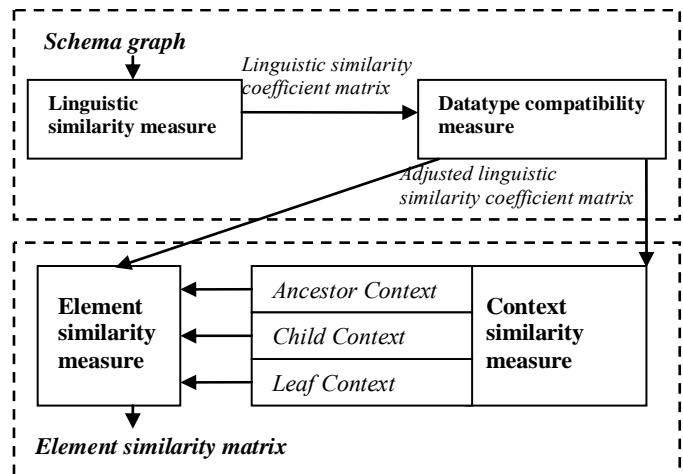 Schema graph
Linguistic similarity
coefficient matrix
Linguistic
similarity measure
Datatype compatibility
measure
Adjusted linguistic
similarity coefficient matrix
Element
similarity
measure
Ancestor Context
Child Context
Leaf Context
Context
similarity
measure
Element similarity matrix